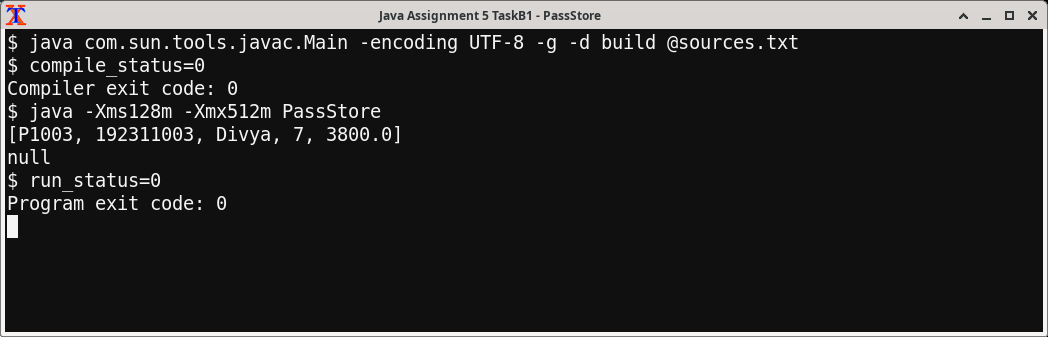 Java Assignment 5 TaskB1 - PassStore
$ java com.sun.tools.javac.Main -encoding UTF-8 -g -d build @sources.txt
$ compile_status=0
Compiler exit code: 0
$ java -Xms128m -Xmx512m PassStore
[P1003, 192311003, Divya, 7, 3800.0]
null
$ run_status=0
Program exit code: 0